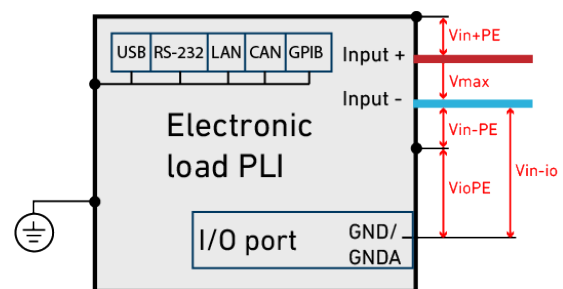 Vin+PE
USB RS-232 LAN CAN GPIB
Input +
Vmax
Input -
Electronic
load PLI
Vin-PE
Vin-io
VioPE
I/O port
GND/
GNDA